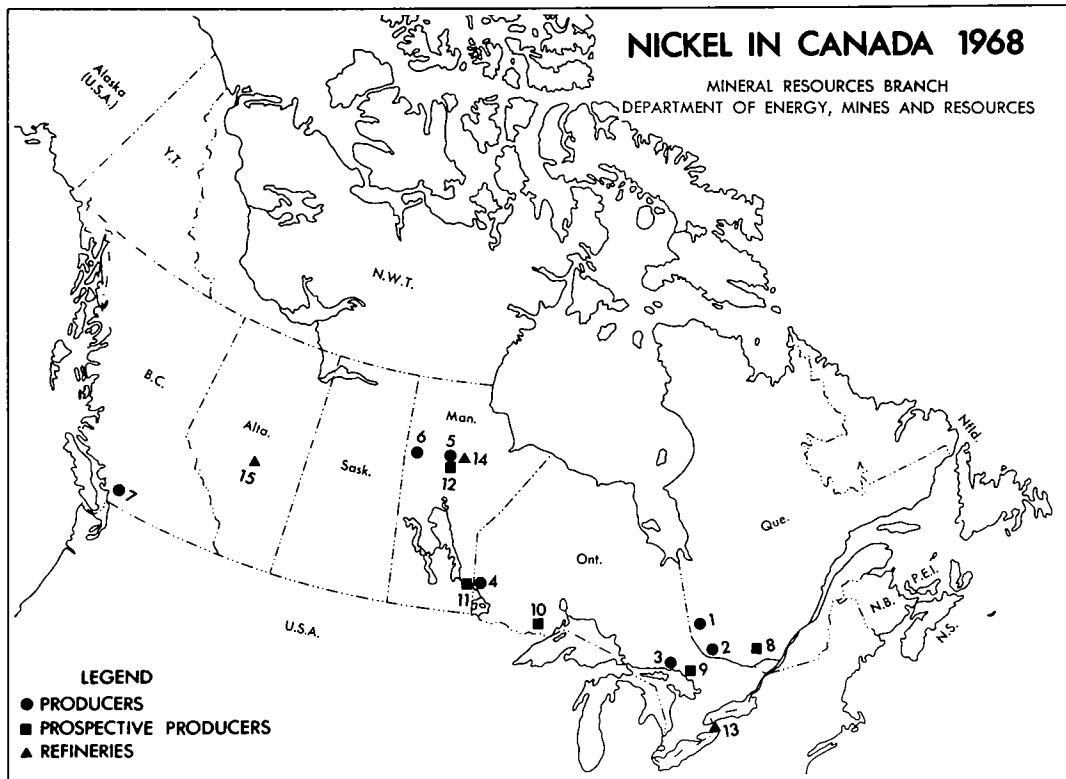 NICKEL IN CANADA 1968
MINERAL RESOURCES BRANCH
DEPARTMENT OF ENERGY, MINES AND RESOURCES
Alaska
(U.S.A.)
Y.T.
N.W.T.
B.C.
Alta.
Sask.
Man.
Ont.
Que.
Nfld.
P.E.I.
N.B.
N.S.
U.S.A.
6
5
14
12
15
7
4
11
10
1
2
8
3
9
13
LEGEND
PRODUCERS
PROSPECTIVE PRODUCERS
REFINERIES